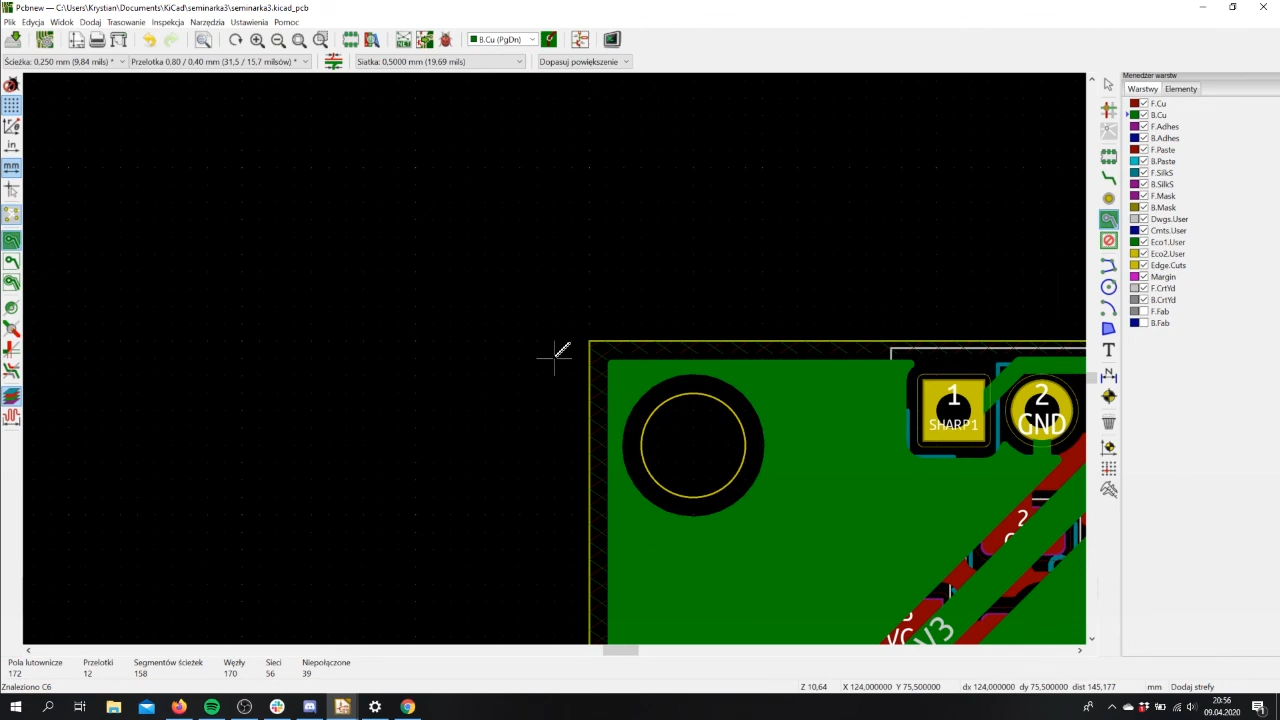 Pcbnew — C:\Users\Krystian\Documents\KiCad\seminarka3\seminarka3.kicad_pcb
Plik Edycja Widok Dodaj Trasowanie Inspekcja Narzędzia Ustawienia Pomoc
B.Cu (PgDn)
Ścieżka: 0.250 mm (9.84 mils) * Przelotka 0.80 / 0.40 mm (31,5 / 15.7 milsów) * Siatka: 0,5000 mm (19.69 mils) Dopasuj powiększenie
Menedżer warstw
Warstwy Elementy
F.Cu
B.Cu
F.Adhes
B.Adhes
F.Paste
B.Paste
F.SilkS
B.SilkS
F.Mask
B.Mask
Dwgs.User
Cmts.User
Eco1.User
Eco2.User
Edge.Cuts
Margin
F.CrtYd
B.CrtYd
F.Fab
B.Fab
in
mm
1
SHARP1
2
GND
2
V3
Pola lutownicze Przelotki Segmentów ścieżek Węzły Sieci Niepołączone
172 12 158 170 56 39
Znaleziono C6 Z 10,64 X 124,000000 Y 75,500000 dx 124,000000 dy 75,500000 dist 145,177 mm Dodaj strefy
20:56
09.04.2020